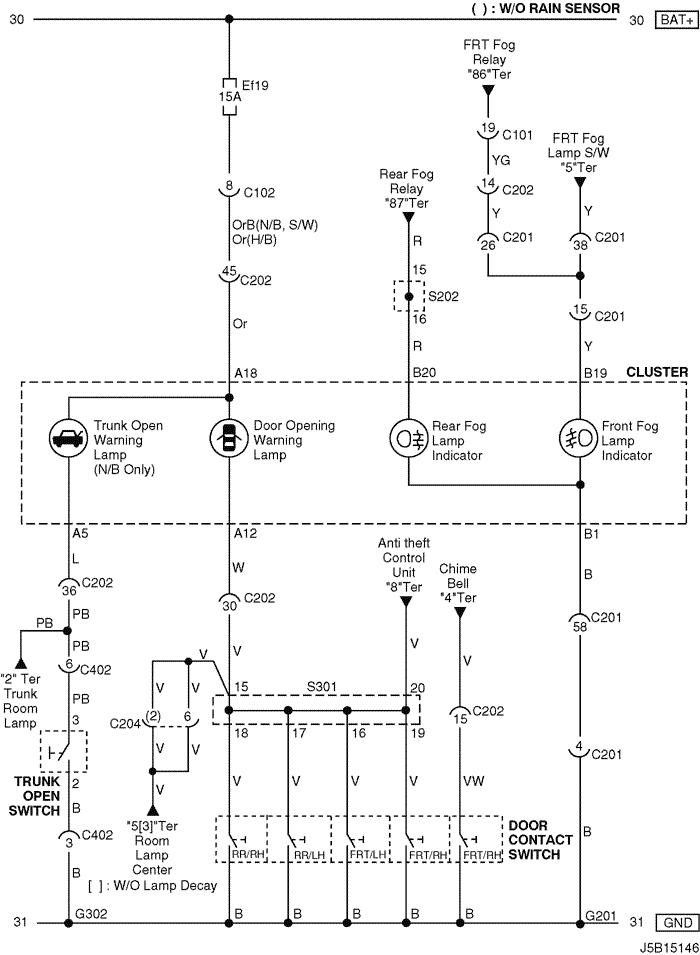 ( ) : W/O RAIN SENSOR
30
30 BAT+
Ef19
15A
FRT Fog
Relay
"86"Ter
19 C101
YG
14 C202
Y
26 C201
FRT Fog
Lamp S/W
"5"Ter
Y
38 C201
8 C102
OrB(N/B, S/W)
Or(H/B)
45 C202
Or
Rear Fog
Relay
"87"Ter
R
15
S202
16
R
15 C201
Y
A18
B20
B19
CLUSTER
Trunk Open
Warning
Lamp
(N/B Only)
Door Opening
Warning
Lamp
Rear Fog
Lamp
Indicator
Front Fog
Lamp
Indicator
A5
A12
B1
L
W
B
36 C202
30 C202
Anti theft
Control
Unit
"8"Ter
Chime
Bell
"4"Ter
58 C201
PB
PB
PB
6 C402
PB
"2" Ter
Trunk
Room
Lamp
3
TRUNK
OPEN
SWITCH
2
B
3 C402
B
V
V
V
V
V
V
C204 (2) 6
V
V
V
"5[3]"Ter
Room
Lamp
Center
[ ] : W/O Lamp Decay
15 S301 20
18 17 16 19
15 C202
4 C201
V V V V VW
B
RR/RH RR/LH FRT/LH FRT/RH FRT/RH
DOOR
CONTACT
SWITCH
31 G302 B B B B B G201 31 GND
J5B15146